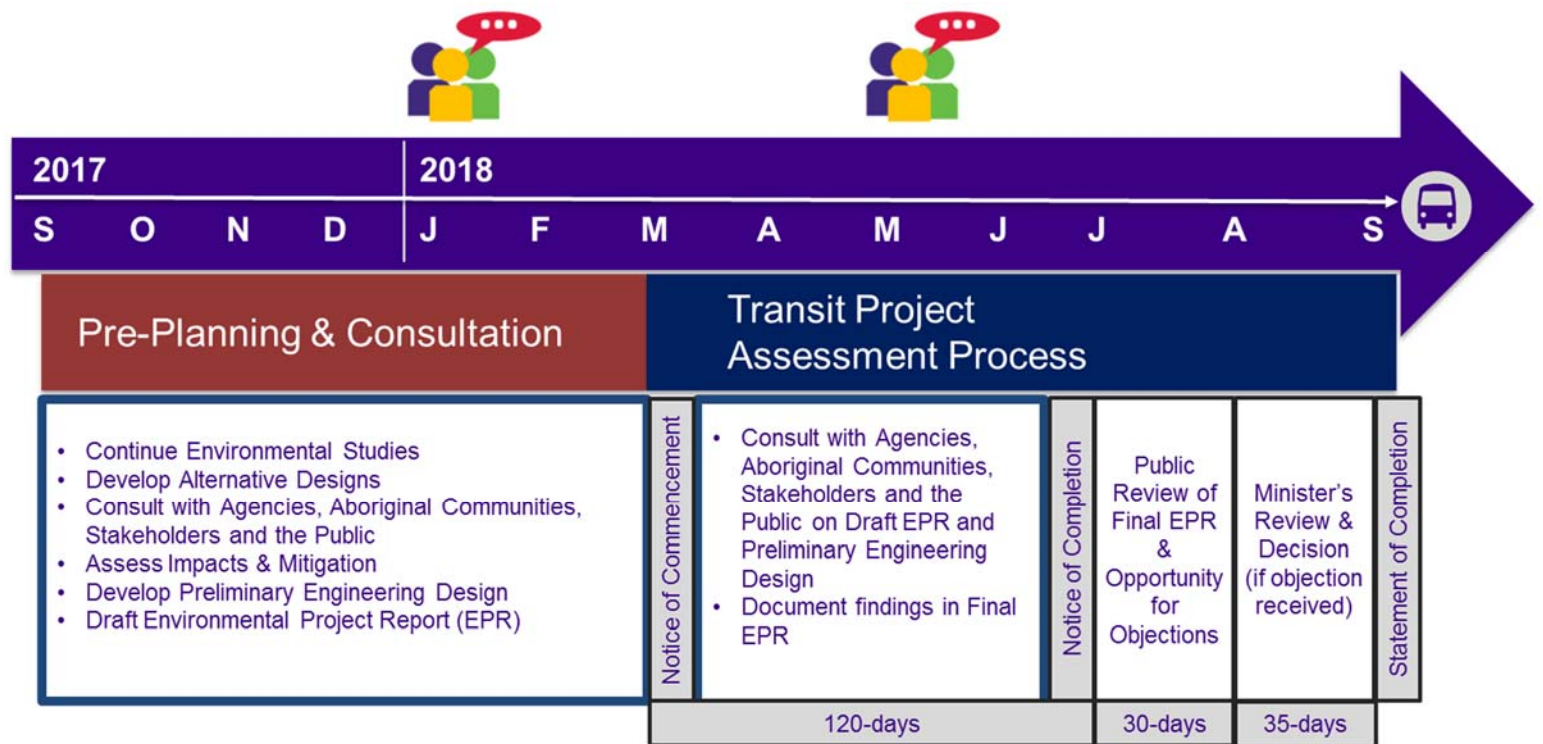 2017
2018
S O N D J F M A M J J A S
Pre-Planning & Consultation
Transit Project
Assessment Process
• Continue Environmental Studies
• Develop Alternative Designs
• Consult with Agencies, Aboriginal Communities,
Stakeholders and the Public
• Assess Impacts & Mitigation
• Develop Preliminary Engineering Design
• Draft Environmental Project Report (EPR)
Notice of Commencement
• Consult with Agencies,
Aboriginal Communities,
Stakeholders and the
Public on Draft EPR and
Preliminary Engineering
Design
• Document findings in Final
EPR
Notice of Completion
Public
Review of
Final EPR
&
Opportunity
for
Objections
Minister's
Review &
Decision
(if objection
received)
Statement of Completion
120-days
30-days
35-days